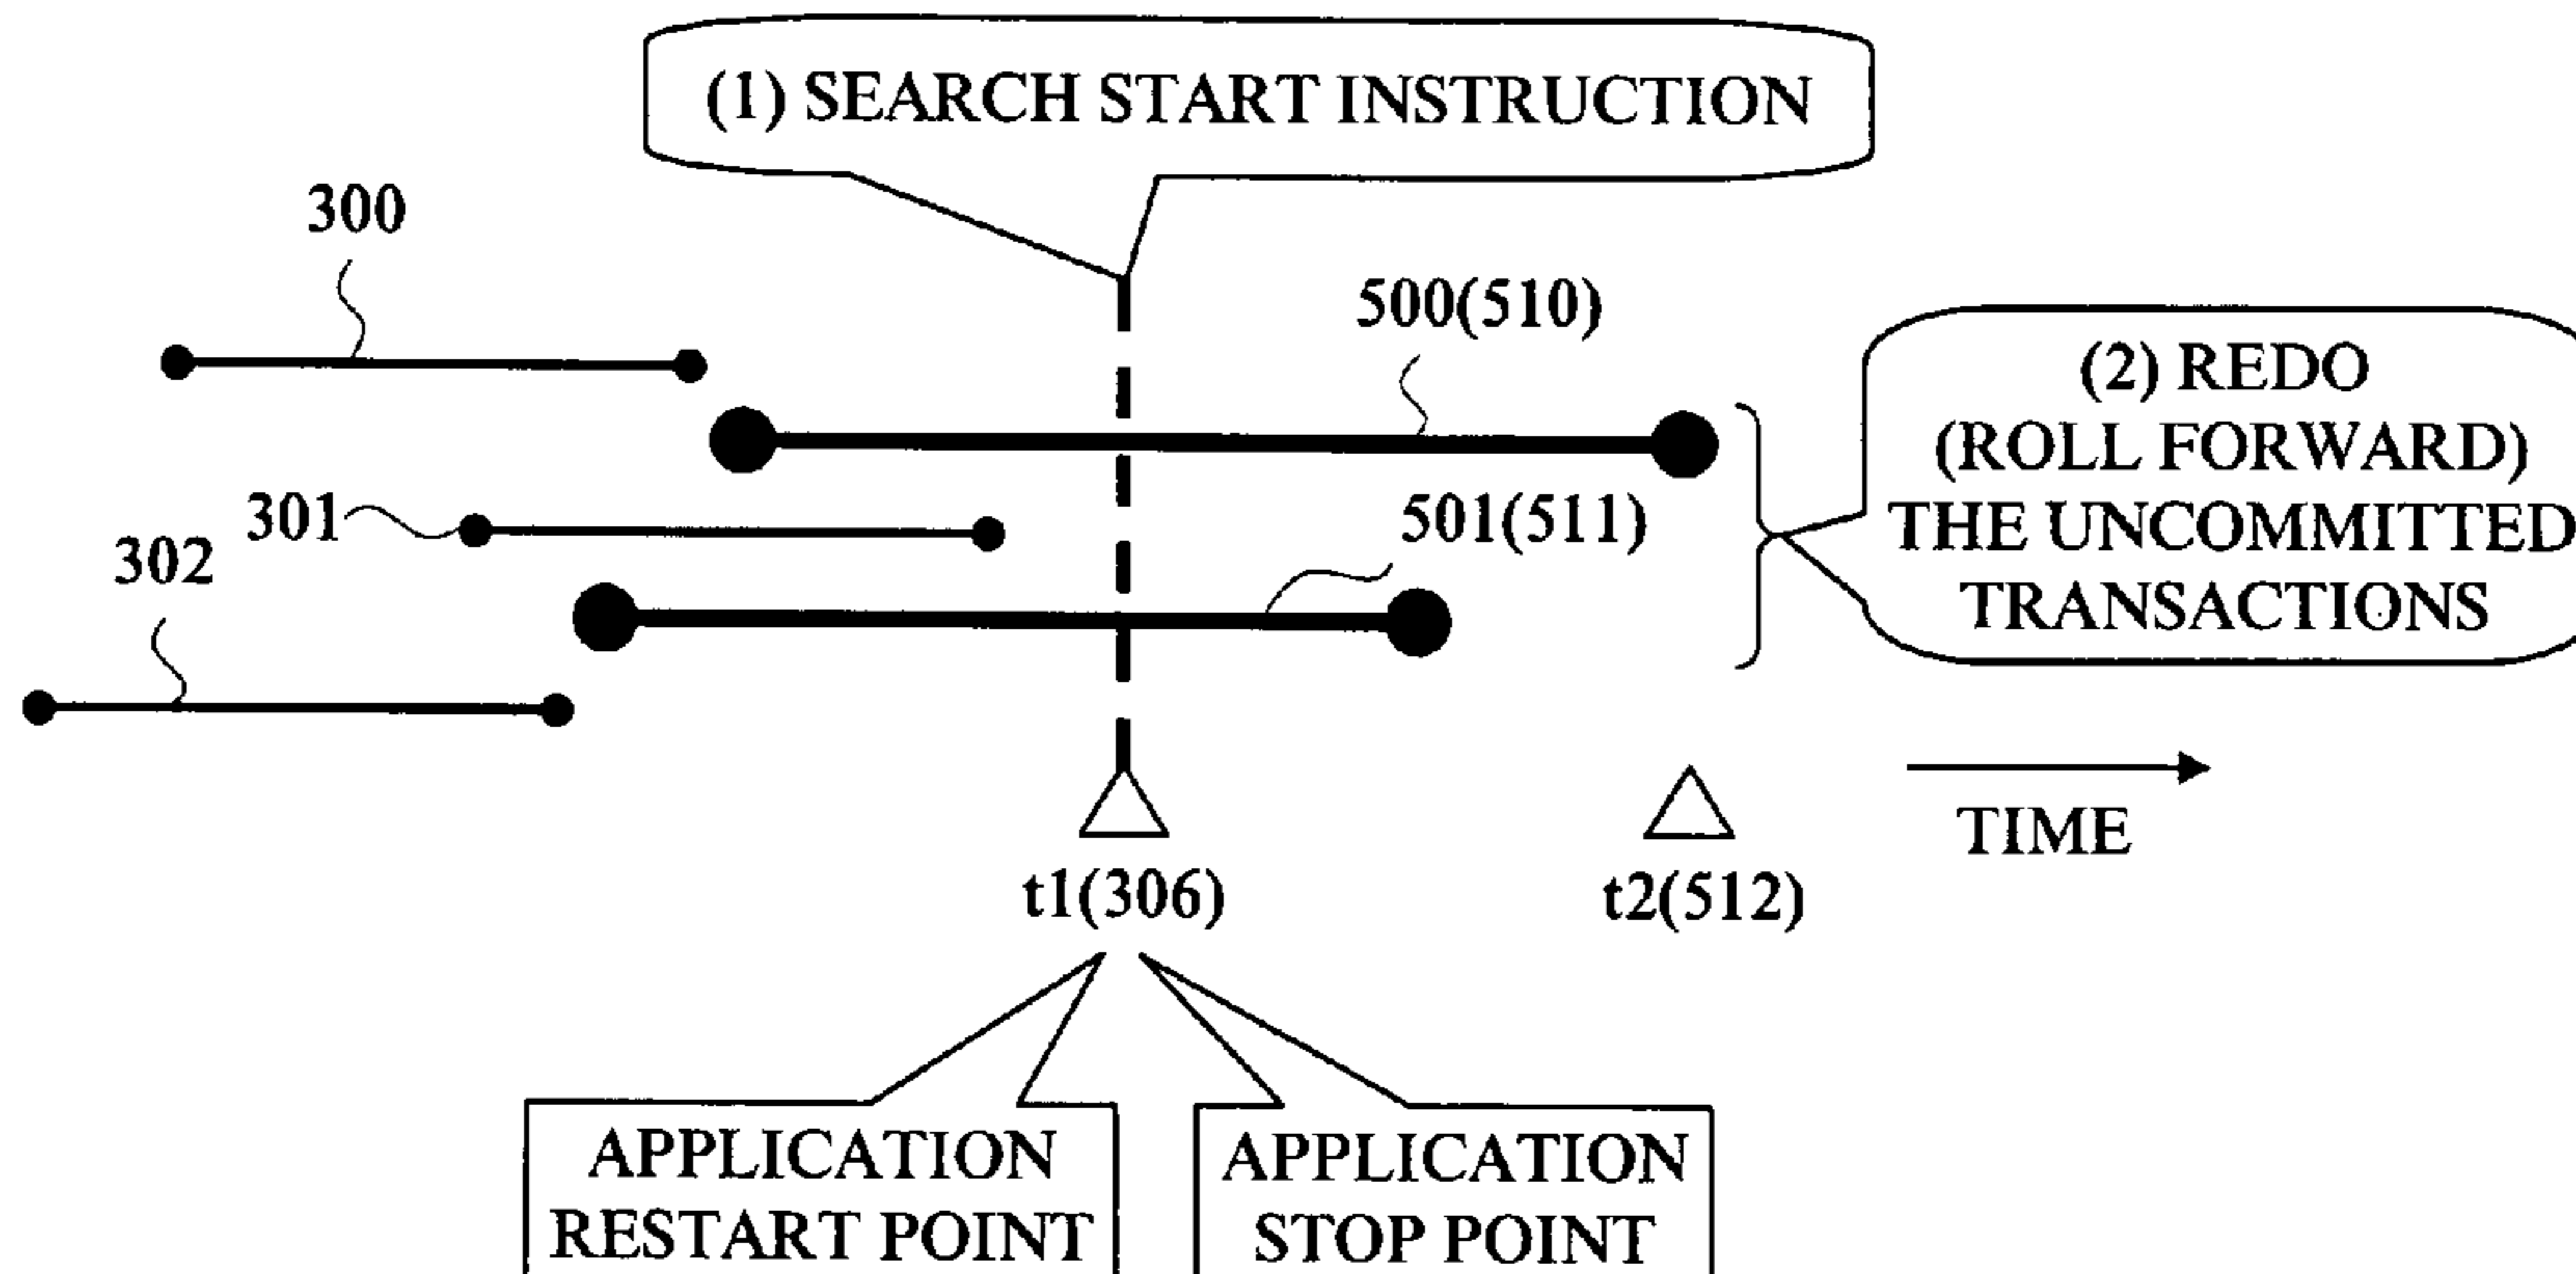 (1) SEARCH START INSTRUCTION
300
500(510)
(2) REDO
(ROLL FORWARD)
THE UNCOMMITTED
TRANSACTIONS
301
501(511)
302
TIME
t1(306)
t2(512)
APPLICATION
RESTART POINT
APPLICATION
STOP POINT